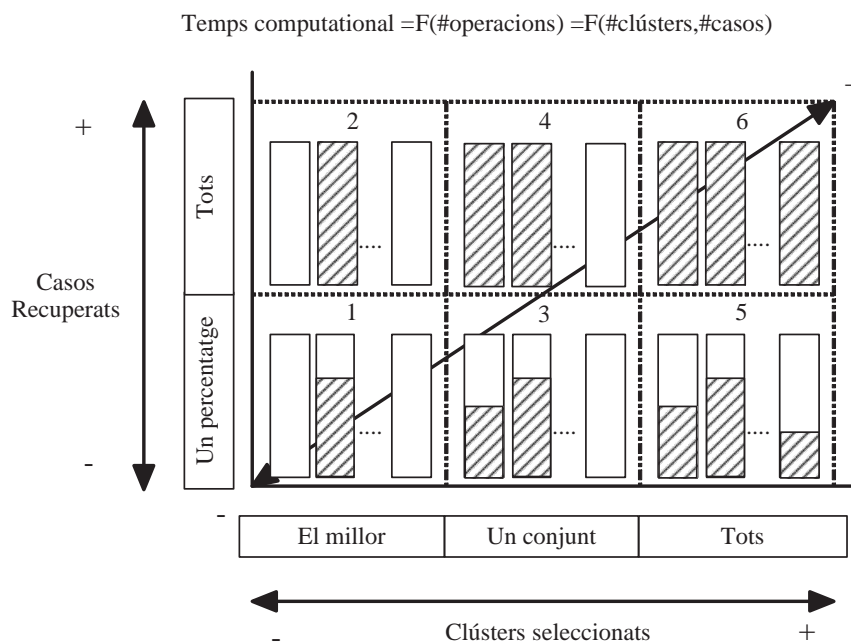 Temps computational =F(#operacions) =F(#clústers,#casos)
+
+
2
4
6
Tots
....
....
....
Casos
Recuperats
1
3
5
Un percentatge
....
....
....
-
-
El millor
Un conjunt
Tots
-
Clústers seleccionats
+